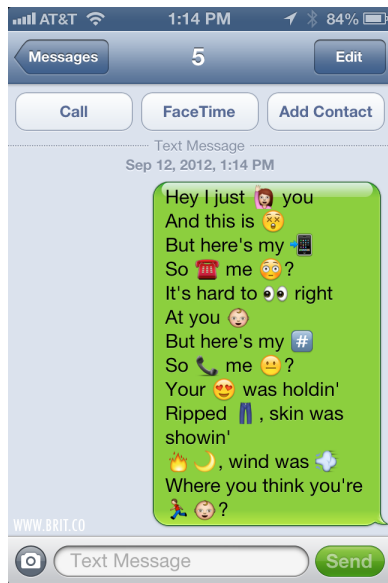 AT&T 1:14 PM 84%
Messages 5 Edit
Call FaceTime Add Contact
Text Message
Sep 12, 2012, 1:14 PM
Hey I just 🙋 you
And this is 😲
But here's my 📲
So ☎️ me 😳?
It's hard to 👀 right
At you 👶
But here's my #️⃣
So 📞 me 😐?
Your 😍 was holdin'
Ripped 👖, skin was
showin'
🔥 🌙, wind was 💨
Where you think you're
🏃 👶?
WWW.BRIT.CO
Text Message Send